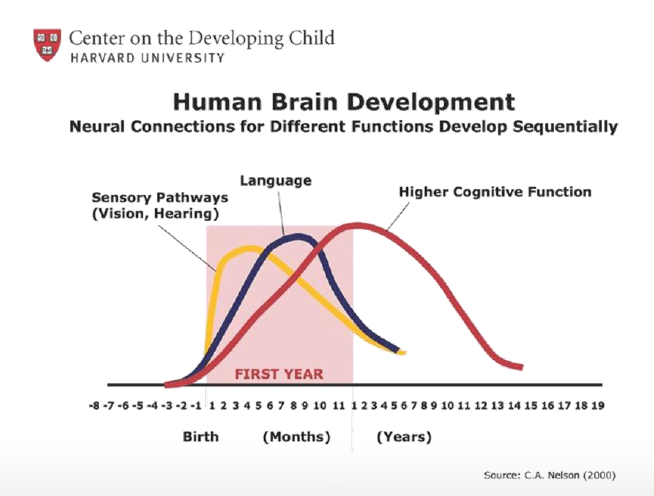 Center on the Developing Child
HARVARD UNIVERSITY
Human Brain Development
Neural Connections for Different Functions Develop Sequentially
Language
Sensory Pathways
(Vision, Hearing)
Higher Cognitive Function
FIRST YEAR
-8 -7 -6 -5 -4 -3 -2 -1 1 2 3 4 5 6 7 8 9 10 11 1 2 3 4 5 6 7 8 9 10 11 12 13 14 15 16 17 18 19
Birth (Months) (Years)
Source: C.A. Nelson (2000)